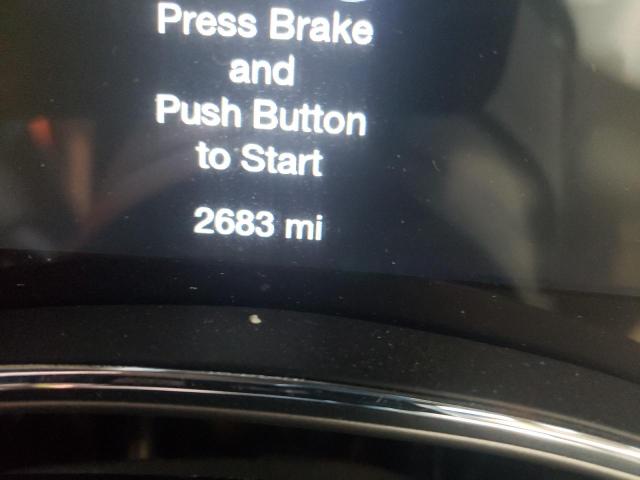 Press Brake
and
Push Button
to Start
2683 mi